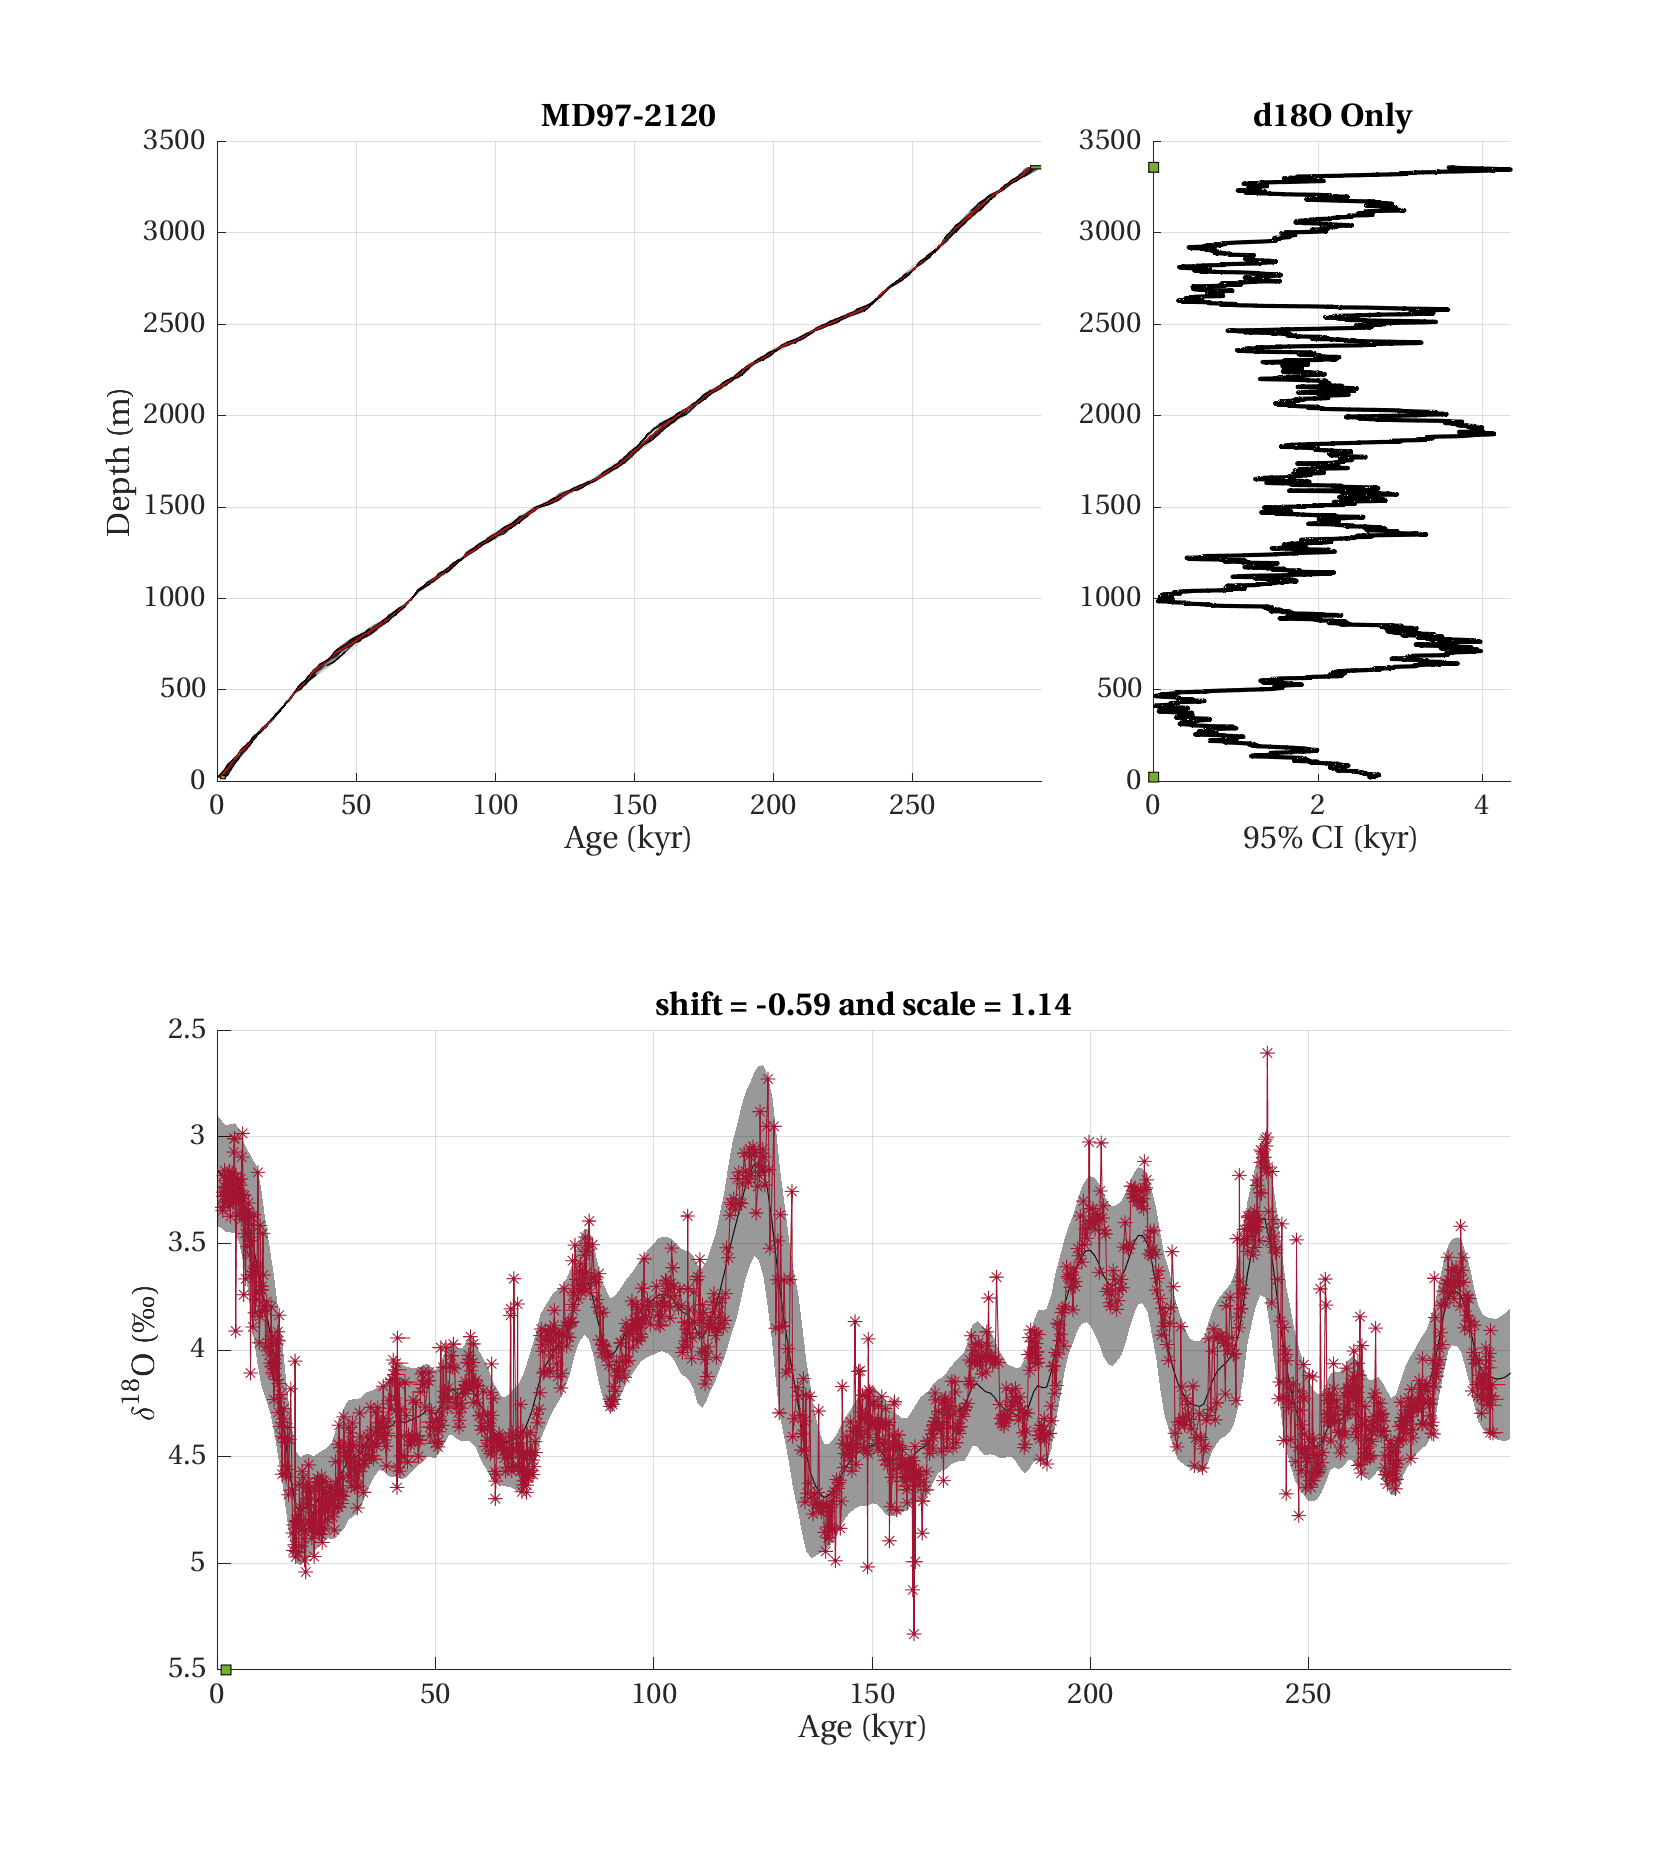 MD97-2120
3500
3000
2500
2000
1500
1000
500
0
Depth (m)
0 50 100 150 200 250
Age (kyr)
d18O Only
3500
3000
2500
2000
1500
1000
500
0
0 2 4
95% CI (kyr)
shift = -0.59 and scale = 1.14
2.5
3
3.5
4
4.5
5
5.5
δ18O (‰)
0 50 100 150 200 250
Age (kyr)